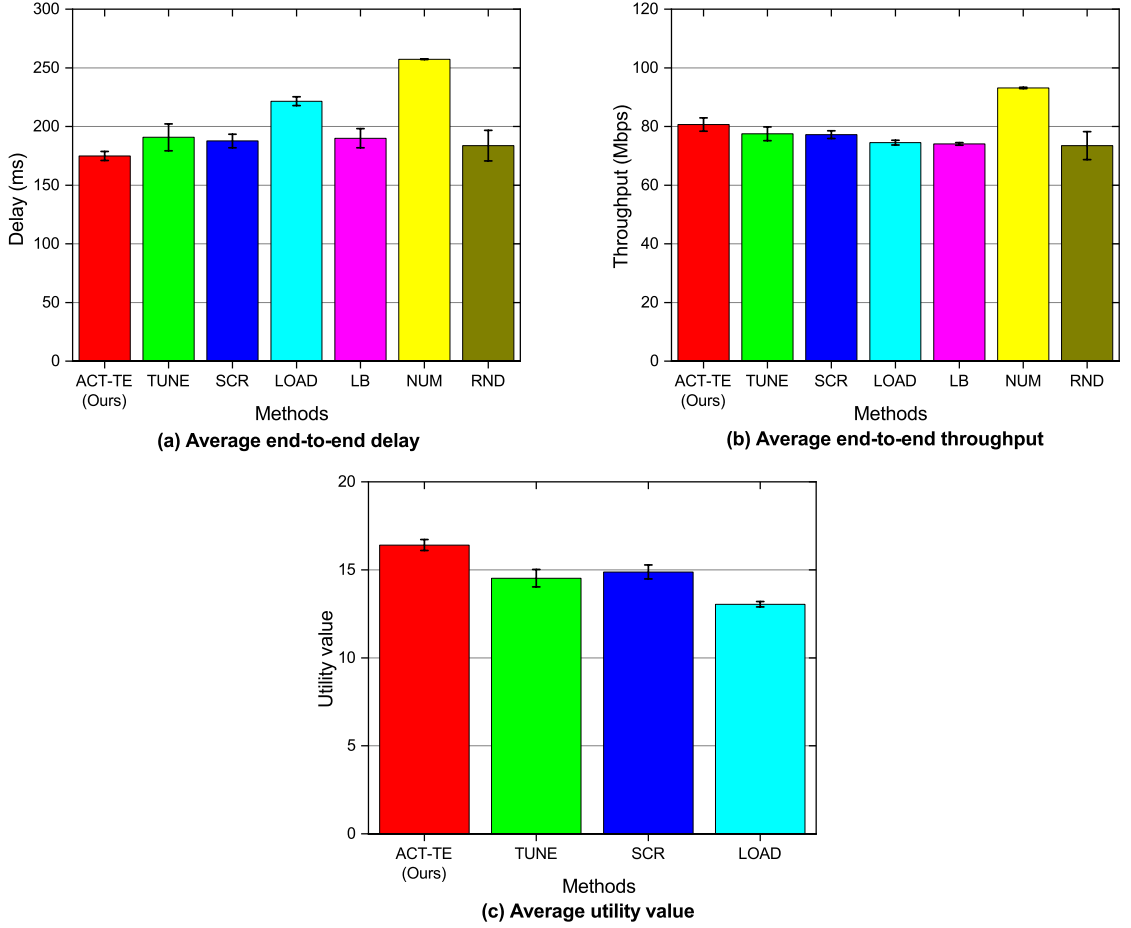 300
250
200
150
100
50
0
Delay (ms)
ACT-TE
(Ours)
TUNE
SCR
LOAD
LB
NUM
RND
Methods
(a) Average end-to-end delay
120
100
80
60
40
20
0
Throughput (Mbps)
ACT-TE
(Ours)
TUNE
SCR
LOAD
LB
NUM
RND
Methods
(b) Average end-to-end throughput
20
15
10
5
0
Utility value
ACT-TE
(Ours)
TUNE
SCR
LOAD
Methods
(c) Average utility value